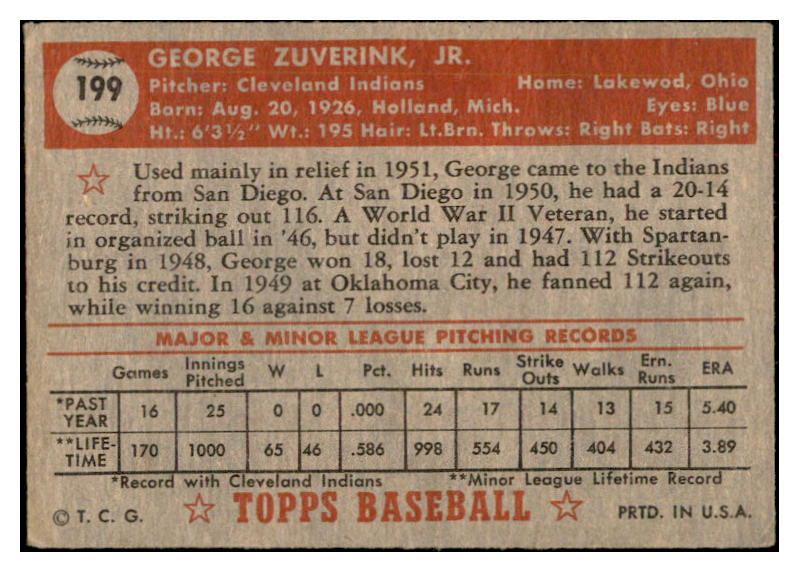 199
GEORGE ZUVERINK, JR.
Pitcher: Cleveland Indians Home: Lakewod, Ohio
Born: Aug. 20, 1926, Holland, Mich. Eyes: Blue
Ht.: 6'3½" Wt.: 195 Hair: Lt.Brn. Throws: Right Bats: Right
Used mainly in relief in 1951, George came to the Indians
from San Diego. At San Diego in 1950, he had a 20-14
record, striking out 116. A World War II Veteran, he started
in organized ball in '46, but didn't play in 1947. With Spartan-
burg in 1948, George won 18, lost 12 and had 112 Strikeouts
to his credit. In 1949 at Oklahoma City, he fanned 112 again,
while winning 16 against 7 losses.
MAJOR & MINOR LEAGUE PITCHING RECORDS
Games Innings Pitched W L Pct. Hits Runs Strike Outs Walks Ern. Runs ERA
*PAST YEAR 16 25 0 0 .000 24 17 14 13 15 5.40
**LIFE-TIME 170 1000 65 46 .586 998 554 450 404 432 3.89
*Record with Cleveland Indians **Minor League Lifetime Record
© T. C. G. TOPPS BASEBALL PRTD. IN U.S.A.